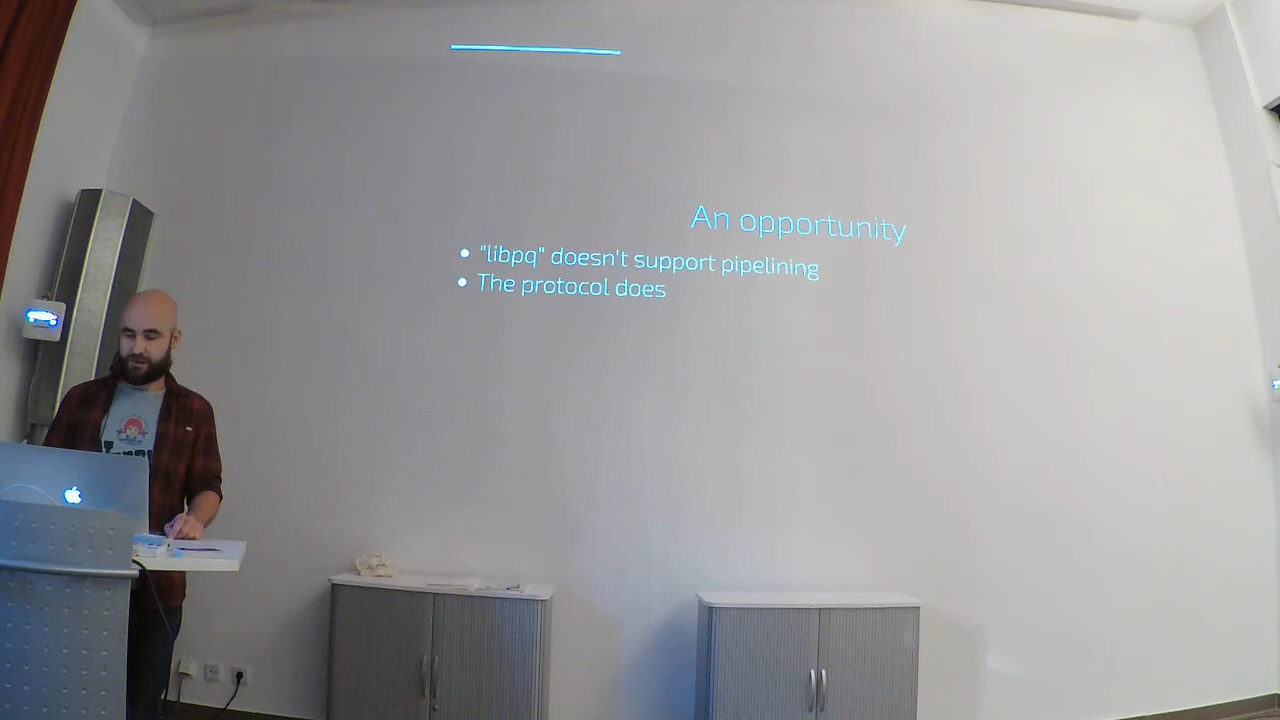 An opportunity
• "libpq" doesn't support pipelining
• The protocol does